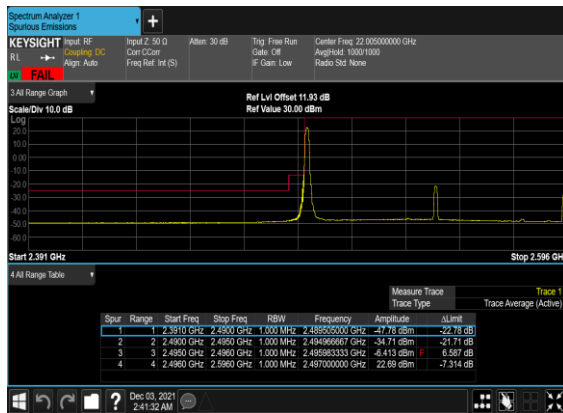 Spectrum Analyzer 1
Spurious Emissions
+
KEYSIGHT Input: RF Input Z: 50 Ω Atten: 30 dB Trig: Free Run Center Freq: 22.005000000 GHz
RL Coupling: DC Corr CCorr Gate: Off Avg|Hold: 1000/1000
Align: Auto Freq Ref: Int (S) IF Gain: Low Radio Std: None
LW FAIL
3 All Range Graph
Ref Lvl Offset 11.93 dB
Scale/Div 10.0 dB Ref Value 30.00 dBm
Log
20.0
10.0
0.00
-10.0
-20.0
-30.0
-40.0
-50.0
-60.0
Start 2.391 GHz Stop 2.596 GH
4 All Range Table
Measure Trace Trace 1
Trace Type Trace Average (Active)
Spur Range Start Freq Stop Freq RBW Frequency Amplitude ΔLimit
1 1 2.3910 GHz 2.4900 GHz 1.000 MHz 2.489505000 GHz -47.78 dBm -22.78 dB
2 2 2.4900 GHz 2.4950 GHz 1.000 MHz 2.494966667 GHz -34.71 dBm -21.71 dB
3 3 2.4950 GHz 2.4960 GHz 1.000 MHz 2.495983333 GHz -6.413 dBm F 6.587 dB
4 4 2.4960 GHz 2.5960 GHz 1.000 MHz 2.497000000 GHz 22.69 dBm -7.314 dB
? Dec 03, 2021
2:41:32 AM